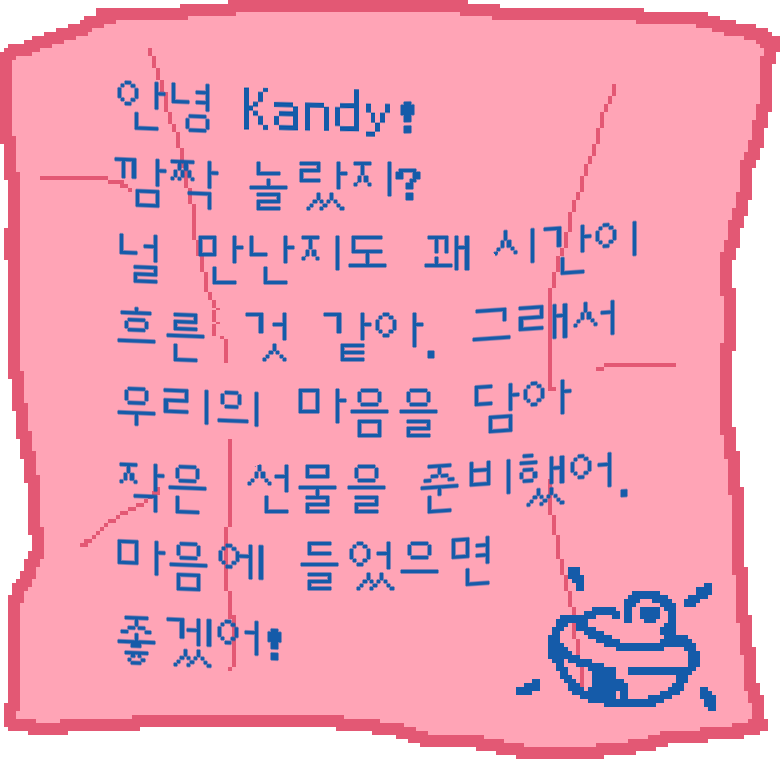 안녕 Kandy!
깜짝 놀랐지?
널 만난지도 꽤 시간이
흐른 것 같아. 그래서
우리의 마음을 담아
작은 선물을 준비했어.
마음에 들었으면
좋겠어!